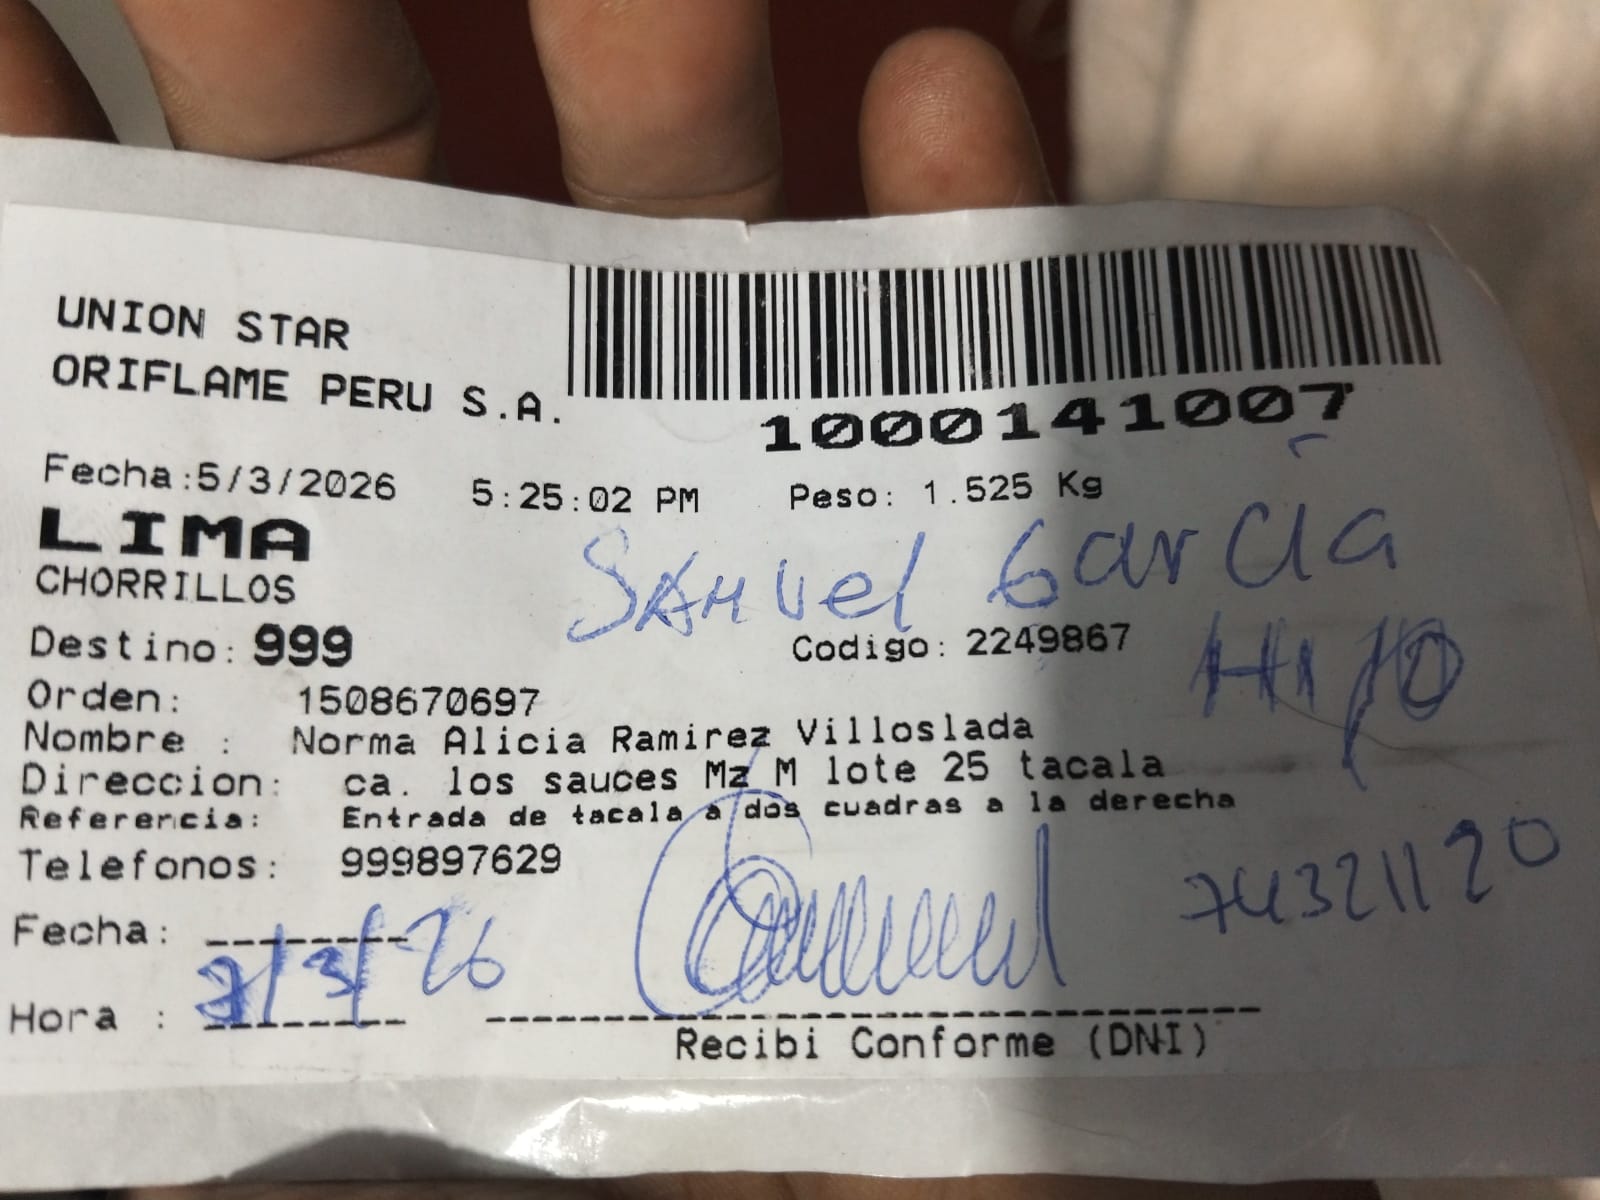 UNION STAR
ORIFLAME PERU S.A.
1000141007
Fecha:5/3/2026 5:25:02 PM Peso: 1.525 Kg
LIMA
CHORRILLOS
Samuel Garcia
Destino: 999 Codigo: 2249867
Hijo
Orden: 1508670697
Nombre : Norma Alicia Ramirez Villoslada
Direccion: ca. los sauces Mz M lote 25 tacala
Referencia: Entrada de tacala a dos cuadras a la derecha
Telefonos: 999897629
74321120
Fecha: 7/3/26
Hora :
Recibi Conforme (DNI)